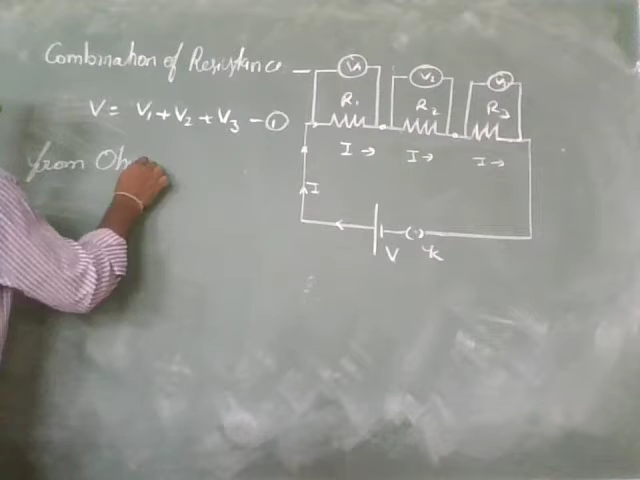 Combination of Resistance -
V = V₁ + V₂ + V₃ - ①
from Oh
V₁ V₂ V₃
R₁ R₂ R₃
I → I → I →
I
V K